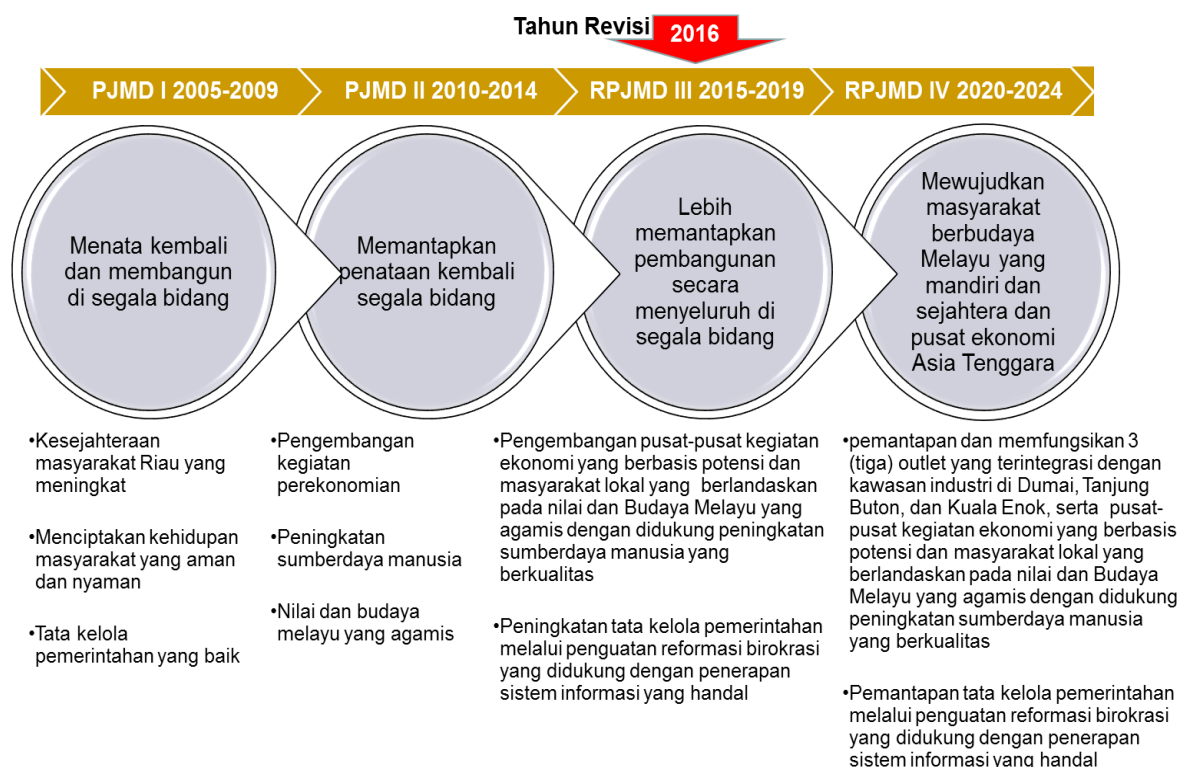 Tahun Revisi 2016
PJMD I 2005-2009
PJMD II 2010-2014
RPJMD III 2015-2019
RPJMD IV 2020-2024
Menata kembali
dan membangun
di segala bidang
Memantapkan
penataan kembali
segala bidang
Lebih
memantapkan
pembangunan
secara
menyeluruh di
segala bidang
Mewujudkan
masyarakat
berbudaya
Melayu yang
mandiri dan
sejahtera dan
pusat ekonomi
Asia Tenggara
•Kesejahteraan
masyarakat Riau yang
meningkat
•Menciptakan kehidupan
masyarakat yang aman
dan nyaman
•Tata kelola
pemerintahan yang baik
•Pengembangan
kegiatan
perekonomian
•Peningkatan
sumberdaya manusia
•Nilai dan budaya
melayu yang agamis
•Pengembangan pusat-pusat kegiatan
ekonomi yang berbasis potensi dan
masyarakat lokal yang berlandaskan
pada nilai dan Budaya Melayu yang
agamis dengan didukung peningkatan
sumberdaya manusia yang
berkualitas
•Peningkatan tata kelola pemerintahan
melalui penguatan reformasi birokrasi
yang didukung dengan penerapan
sistem informasi yang handal
•pemantapan dan memfungsikan 3
(tiga) outlet yang terintegrasi dengan
kawasan industri di Dumai, Tanjung
Buton, dan Kuala Enok, serta pusat-
pusat kegiatan ekonomi yang berbasis
potensi dan masyarakat lokal yang
berlandaskan pada nilai dan Budaya
Melayu yang agamis dengan didukung
peningkatan sumberdaya manusia
yang berkualitas
•Pemantapan tata kelola pemerintahan
melalui penguatan reformasi birokrasi
yang didukung dengan penerapan
sistem informasi yang handal